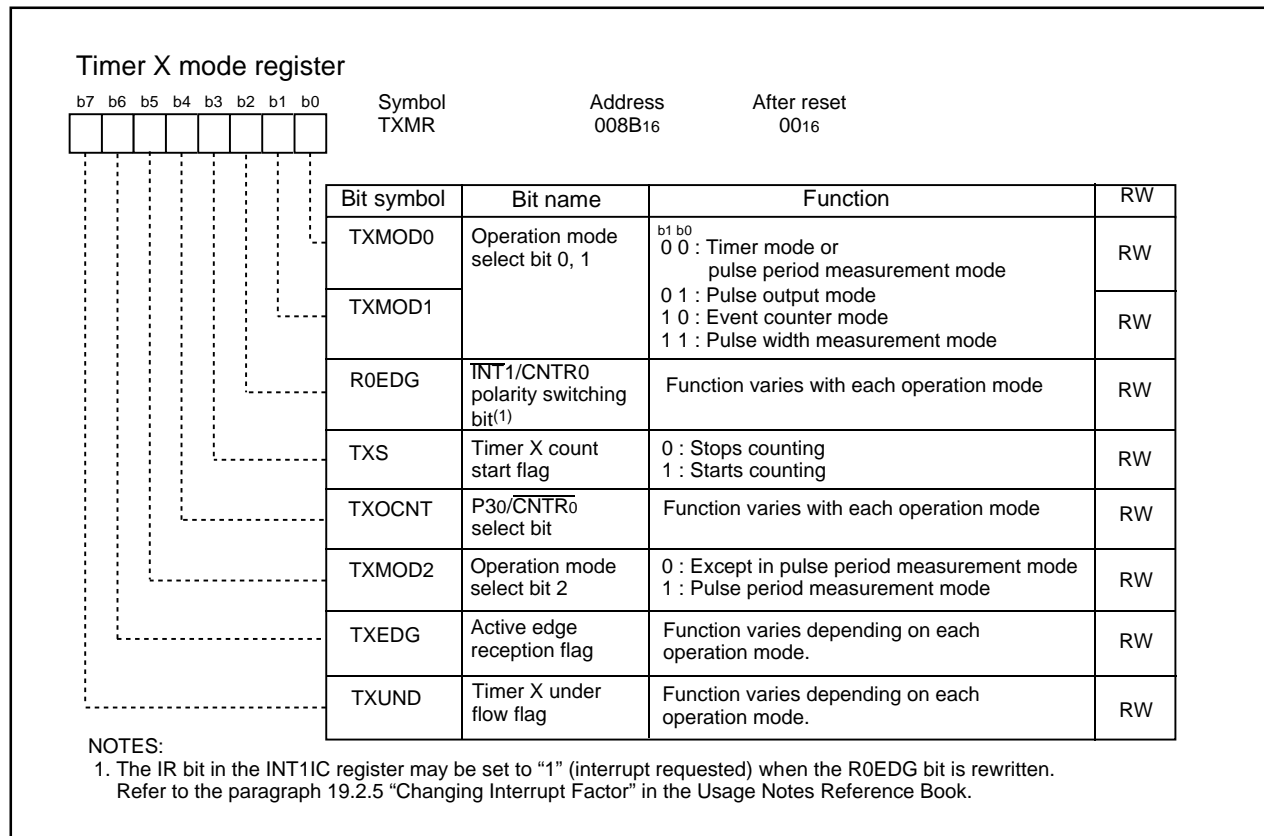 Timer X mode register
b7 b6 b5 b4 b3 b2 b1 b0
Symbol Address After reset
TXMR 008B16 0016
Bit symbol Bit name Function RW
TXMOD0 Operation mode select bit 0, 1 RW
b1 b0
0 0 : Timer mode or
pulse period measurement mode
0 1 : Pulse output mode
1 0 : Event counter mode
1 1 : Pulse width measurement mode
TXMOD1 RW
R0EDG INT1/CNTR0 polarity switching bit(1) Function varies with each operation mode RW
TXS Timer X count start flag 0 : Stops counting
1 : Starts counting RW
TXOCNT P30/CNTR0 select bit Function varies with each operation mode RW
TXMOD2 Operation mode select bit 2 0 : Except in pulse period measurement mode
1 : Pulse period measurement mode RW
TXEDG Active edge reception flag Function varies depending on each operation mode. RW
TXUND Timer X under flow flag Function varies depending on each operation mode. RW
NOTES:
1. The IR bit in the INT1IC register may be set to “1” (interrupt requested) when the R0EDG bit is rewritten.
Refer to the paragraph 19.2.5 “Changing Interrupt Factor” in the Usage Notes Reference Book.